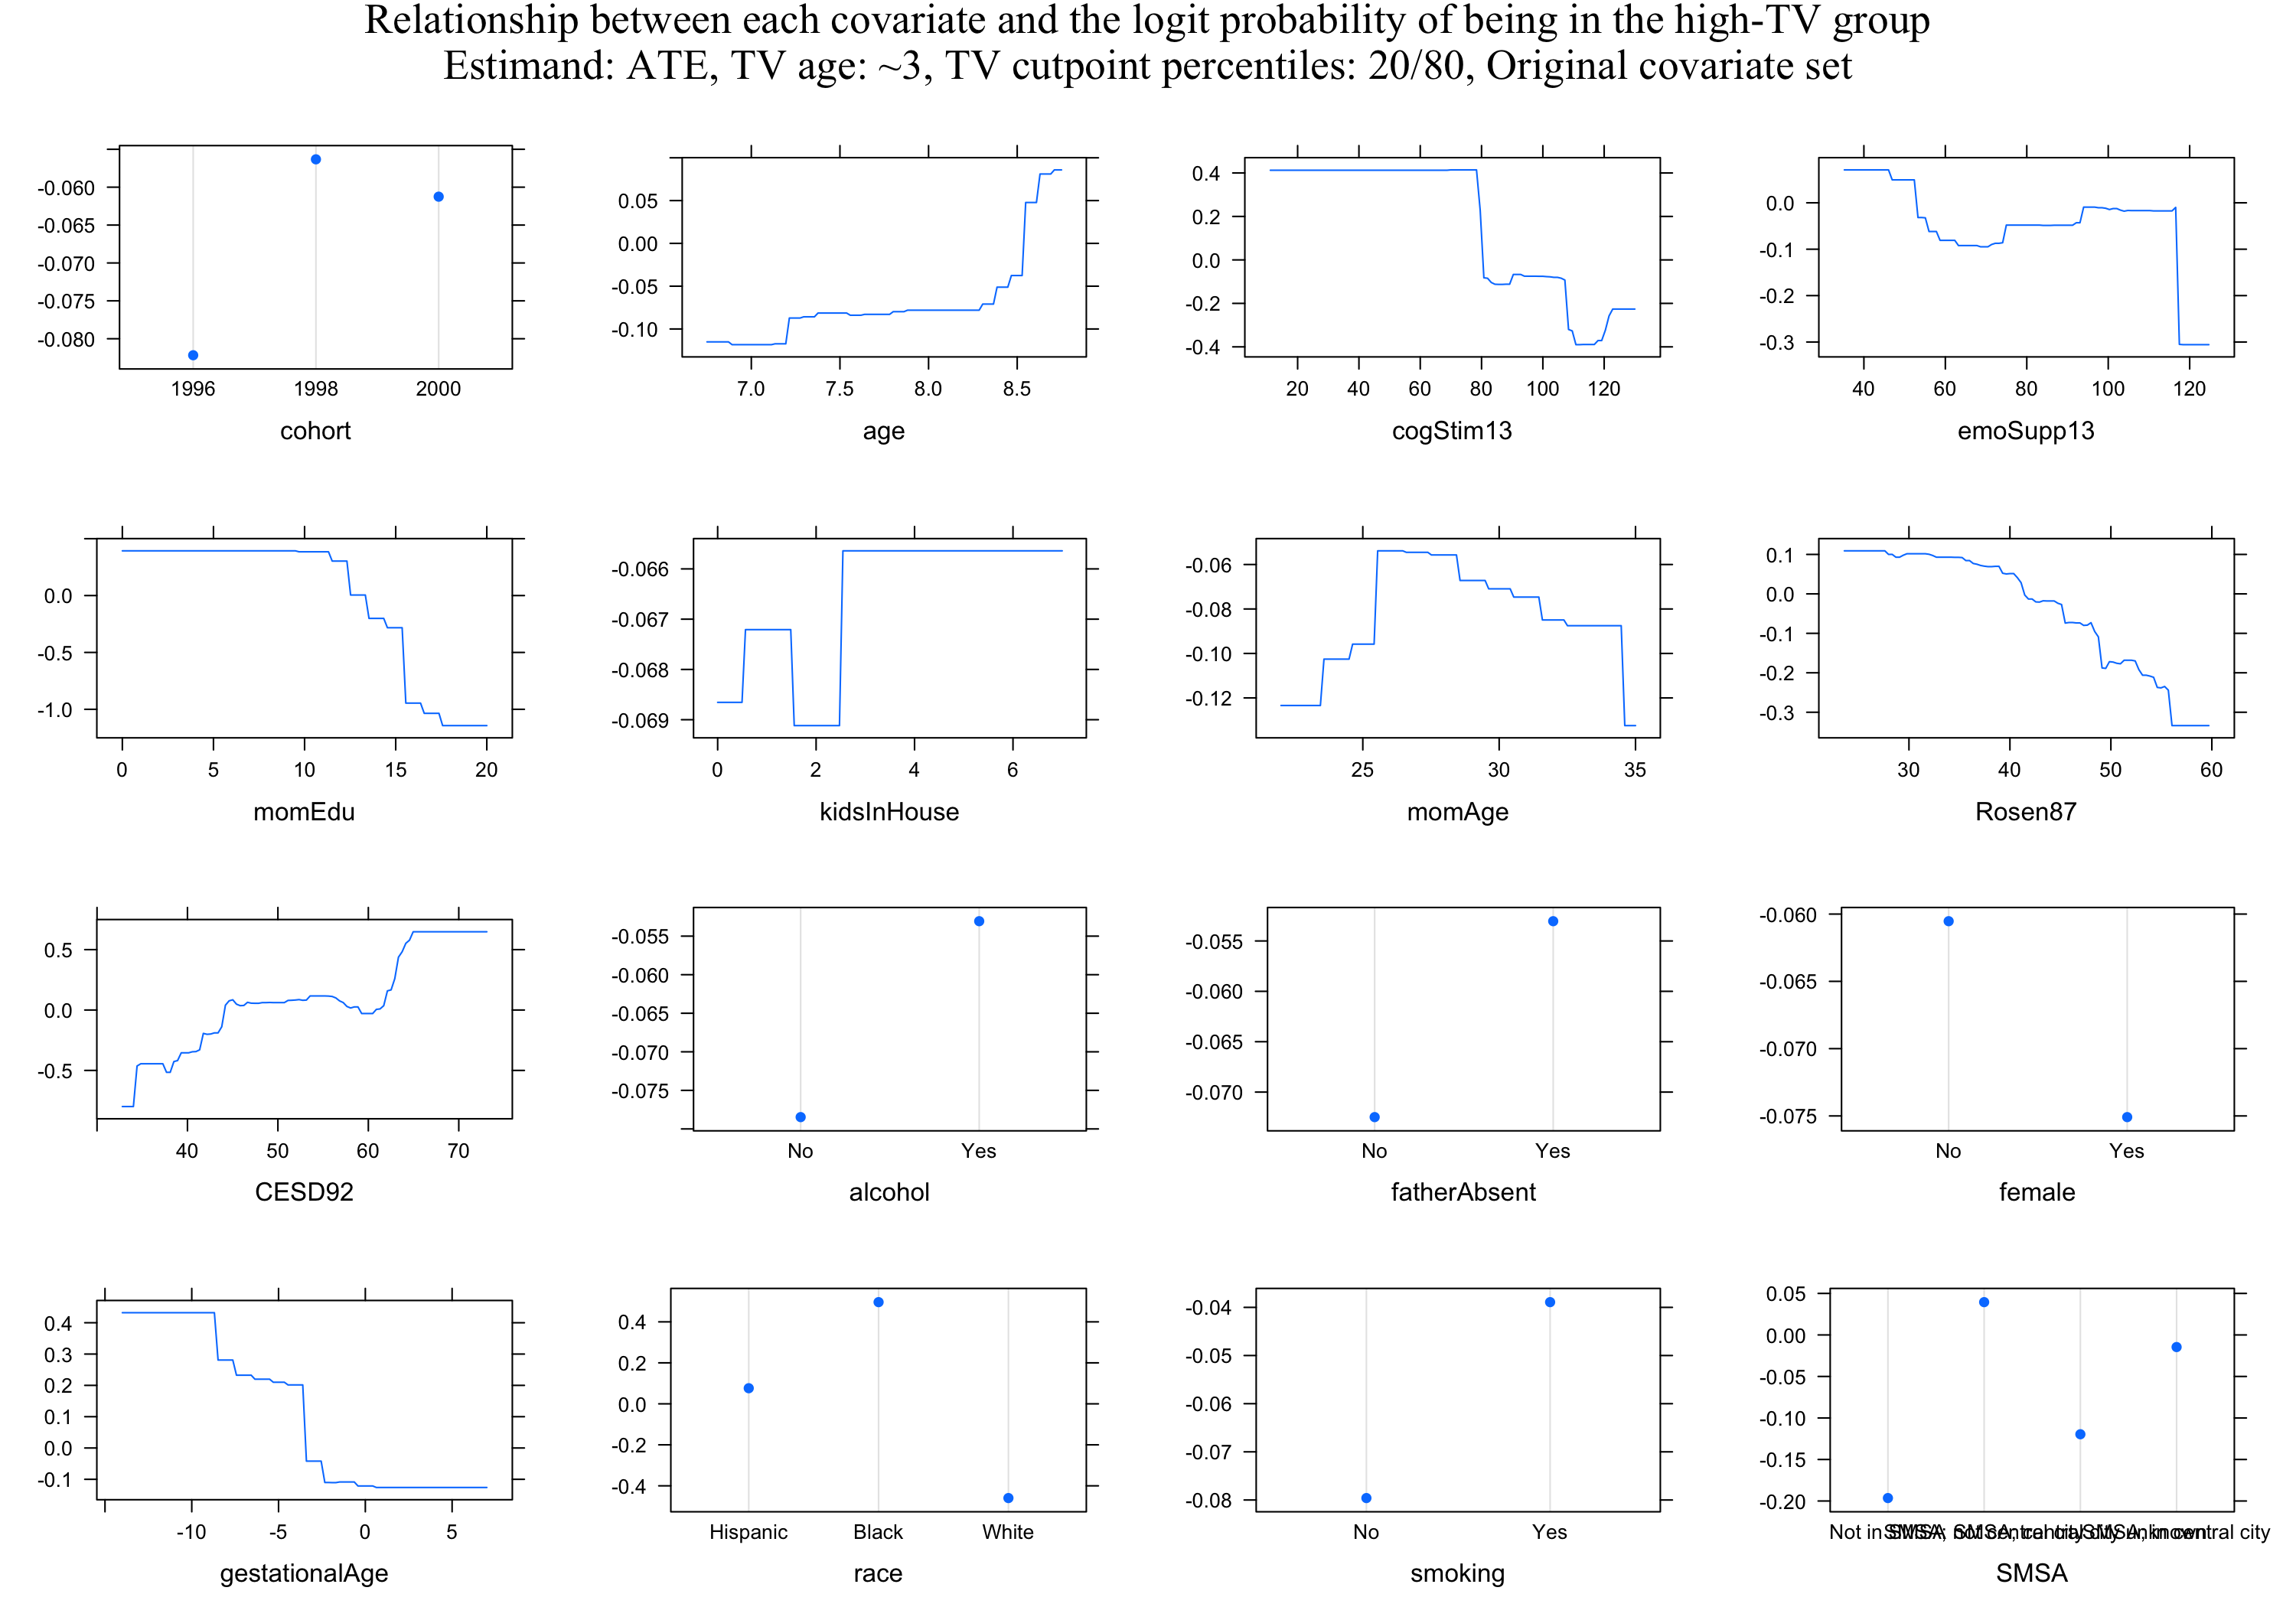 Relationship between each covariate and the logit probability of being in the high-TV group
Estimand: ATE, TV age: ~3, TV cutpoint percentiles: 20/80, Original covariate set
-0.060
-0.065
-0.070
-0.075
-0.080
1996 1998 2000
cohort
0.05
0.00
-0.05
-0.10
7.0 7.5 8.0 8.5
age
0.4
0.2
0.0
-0.2
-0.4
20 40 60 80 100 120
cogStim13
0.0
-0.1
-0.2
-0.3
40 60 80 100 120
emoSupp13
0.0
-0.5
-1.0
0 5 10 15 20
momEdu
-0.066
-0.067
-0.068
-0.069
0 2 4 6
kidsInHouse
-0.06
-0.08
-0.10
-0.12
25 30 35
momAge
0.1
0.0
-0.1
-0.2
-0.3
30 40 50 60
Rosen87
0.5
0.0
-0.5
40 50 60 70
CESD92
-0.055
-0.060
-0.065
-0.070
-0.075
No Yes
alcohol
-0.055
-0.060
-0.065
-0.070
No Yes
fatherAbsent
-0.060
-0.065
-0.070
-0.075
No Yes
female
0.4
0.3
0.2
0.1
0.0
-0.1
-10 -5 0 5
gestationalAge
0.4
0.2
0.0
-0.2
-0.4
Hispanic Black White
race
-0.04
-0.05
-0.06
-0.07
-0.08
No Yes
smoking
0.05
0.00
-0.05
-0.10
-0.15
-0.20
Not in city
SMSA